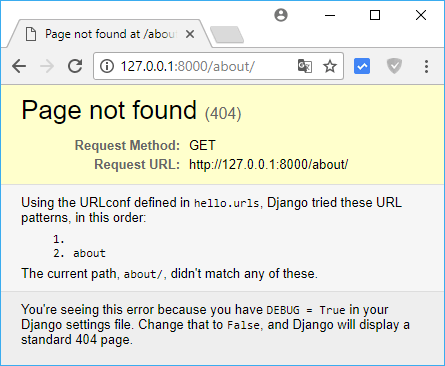 Page not found at /abou
127.0.0.1:8000/about/
Page not found (404)
Request Method: GET
Request URL: http://127.0.0.1:8000/about/
Using the URLconf defined in hello.urls, Django tried these URL
patterns, in this order:
1.
2. about
The current path, about/, didn't match any of these.
You're seeing this error because you have DEBUG = True in your
Django settings file. Change that to False, and Django will display a
standard 404 page.